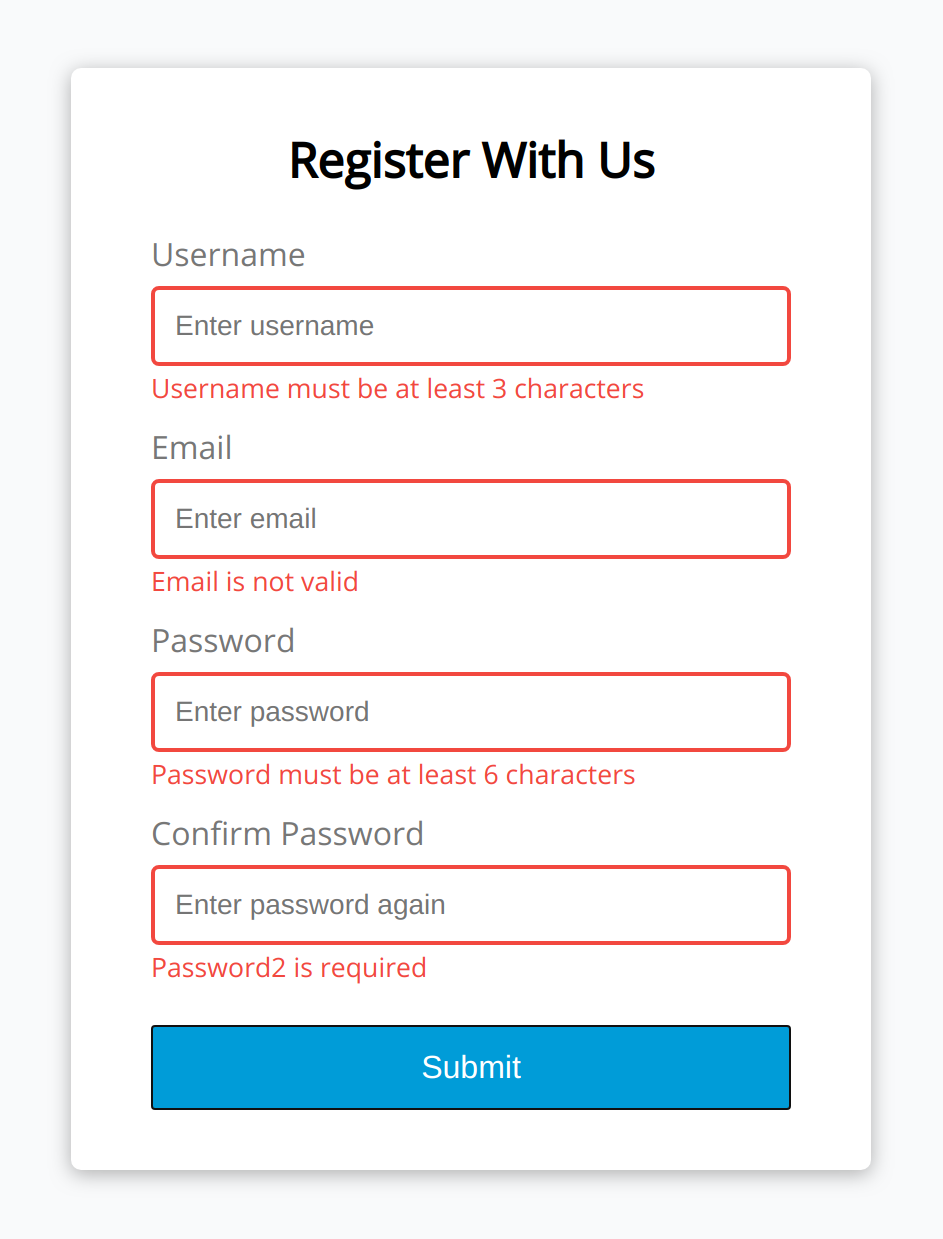 Register With Us
Username
Enter username
Username must be at least 3 characters
Email
Enter email
Email is not valid
Password
Enter password
Password must be at least 6 characters
Confirm Password
Enter password again
Password2 is required
Submit